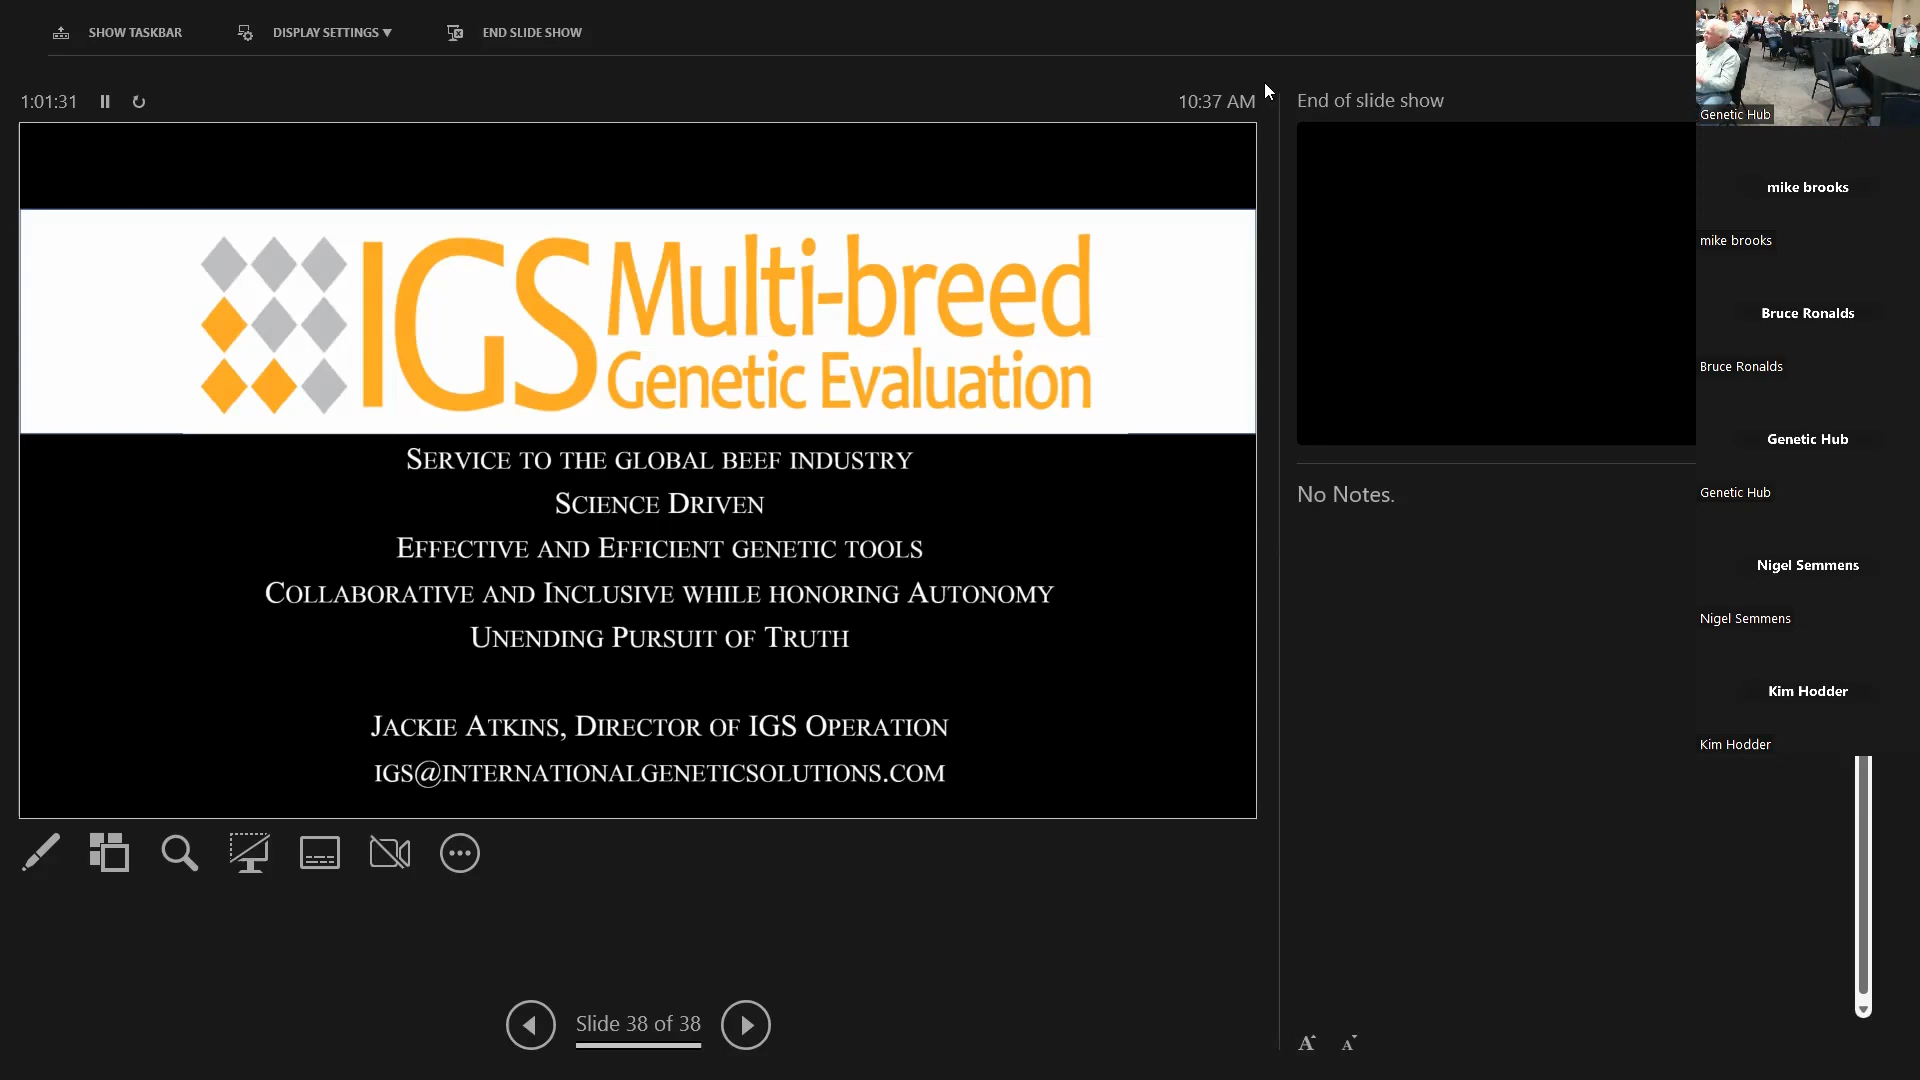 SHOW TASKBAR
DISPLAY SETTINGS ▼
END SLIDE SHOW
1:01:31
10:37 AM
IGS Multi-breed
Genetic Evaluation
SERVICE TO THE GLOBAL BEEF INDUSTRY
SCIENCE DRIVEN
EFFECTIVE AND EFFICIENT GENETIC TOOLS
COLLABORATIVE AND INCLUSIVE WHILE HONORING AUTONOMY
UNENDING PURSUIT OF TRUTH
JACKIE ATKINS, DIRECTOR OF IGS OPERATION
IGS@INTERNATIONALGENETICSOLUTIONS.COM
Slide 38 of 38
End of slide show
No Notes.
A A
Genetic Hub
mike brooks
mike brooks
Bruce Ronalds
Bruce Ronalds
Genetic Hub
Genetic Hub
Nigel Semmens
Nigel Semmens
Kim Hodder
Kim Hodder